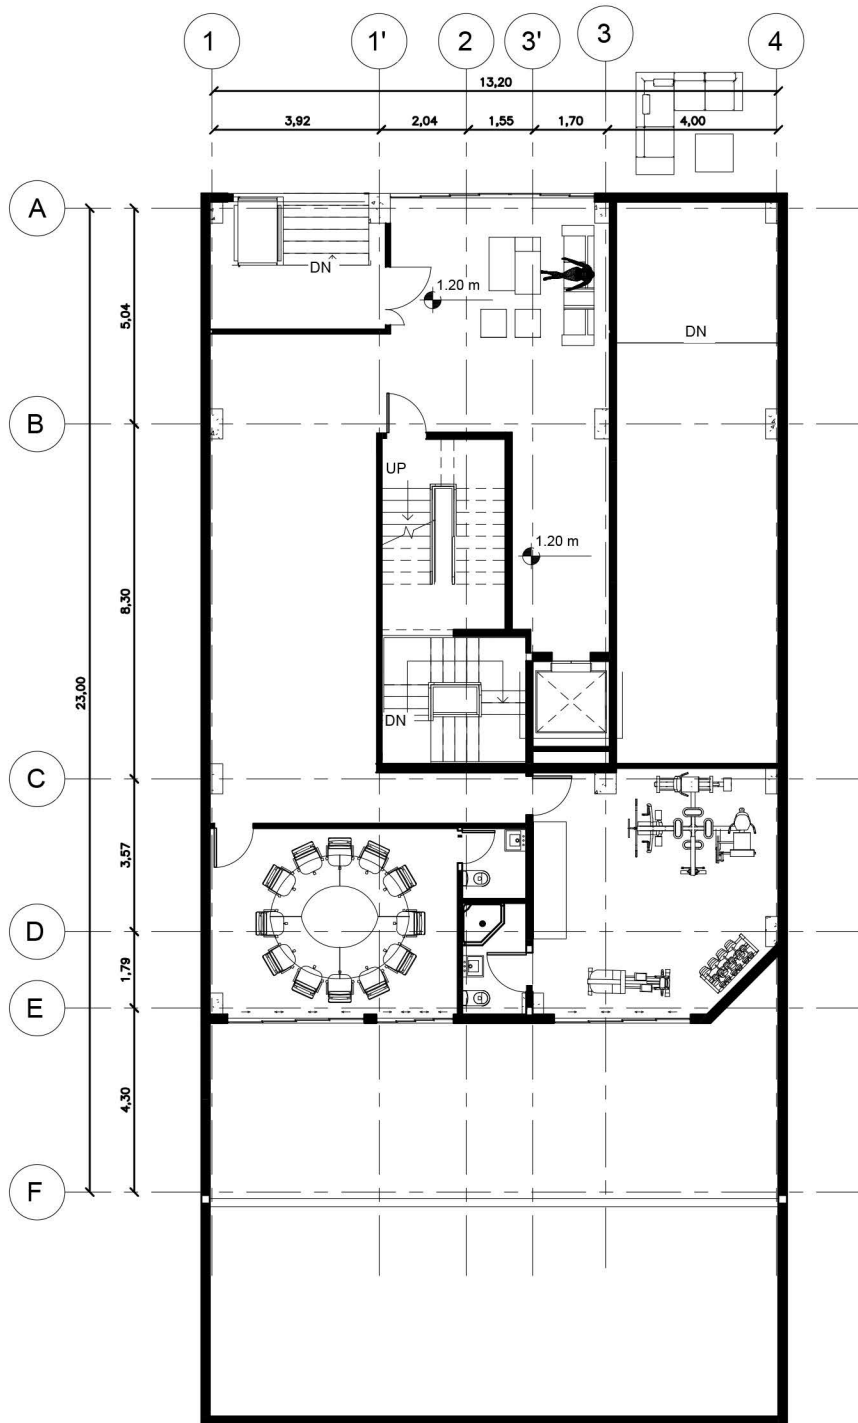 1 1' 2 3' 3 4
13,20
3,92 2,04 1,55 1,70 4,00
A
DN
1.20 m
5,04
DN
B
UP
1.20 m
8,30
23,00
DN
C
3,57
D
1,79
E
4,30
F